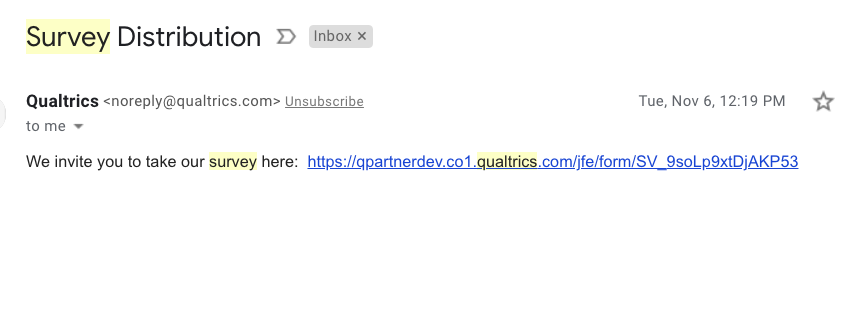 Survey Distribution Inbox ×
Qualtrics <noreply@qualtrics.com> Unsubscribe Tue, Nov 6, 12:19 PM
to me
We invite you to take our survey here: https://qpartnerdev.co1.qualtrics.com/jfe/form/SV_9soLp9xtDjAKP53